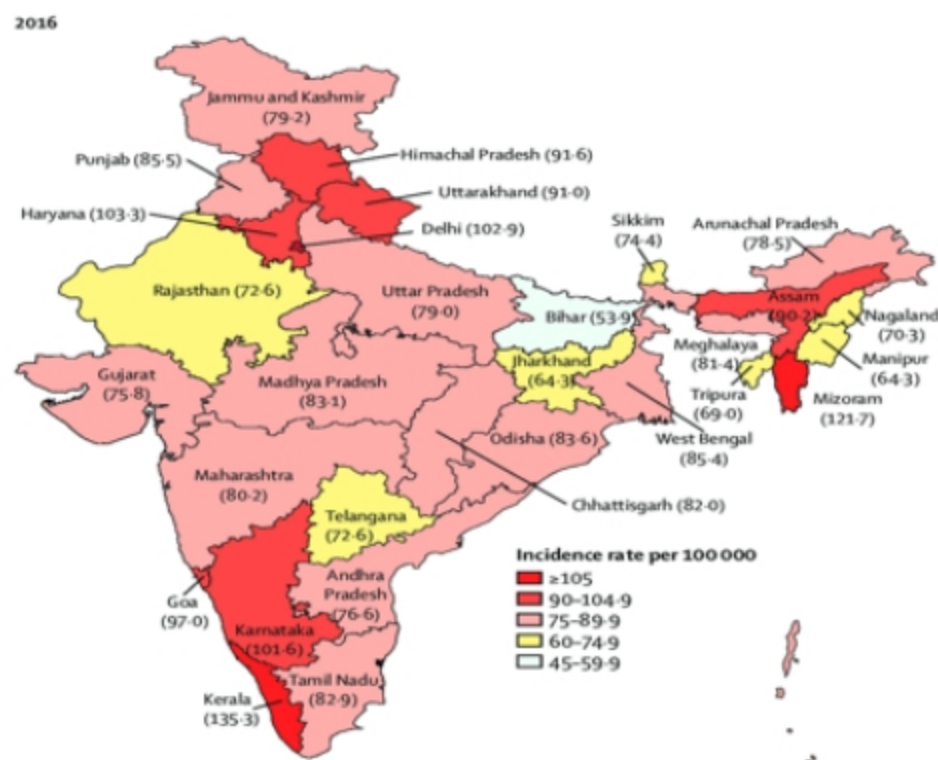 2016
Jammu and Kashmir
(79·2)
Punjab (85·5)
Himachal Pradesh (91·6)
Uttarakhand (91·0)
Haryana (103·3)
Delhi (102·9)
Sikkim
(74·4)
Arunachal Pradesh
(78·5)
Rajasthan (72·6)
Uttar Pradesh
(79·0)
Bihar (53·9)
Assam
(90·2)
Nagaland
(70·3)
Meghalaya
(81·4)
Manipur
(64·3)
Jharkhand
(64·3)
Gujarat
(75·8)
Madhya Pradesh
(83·1)
Tripura
(69·0)
Mizoram
(121·7)
West Bengal
(85·4)
Odisha (83·6)
Maharashtra
(80·2)
Chhattisgarh (82·0)
Telangana
(72·6)
Incidence rate per 100 000
≥105
90–104·9
75–89·9
60–74·9
45–59·9
Andhra
Pradesh
(76·6)
Goa
(97·0)
Karnataka
(101·6)
Tamil Nadu
(82·9)
Kerala
(135·3)